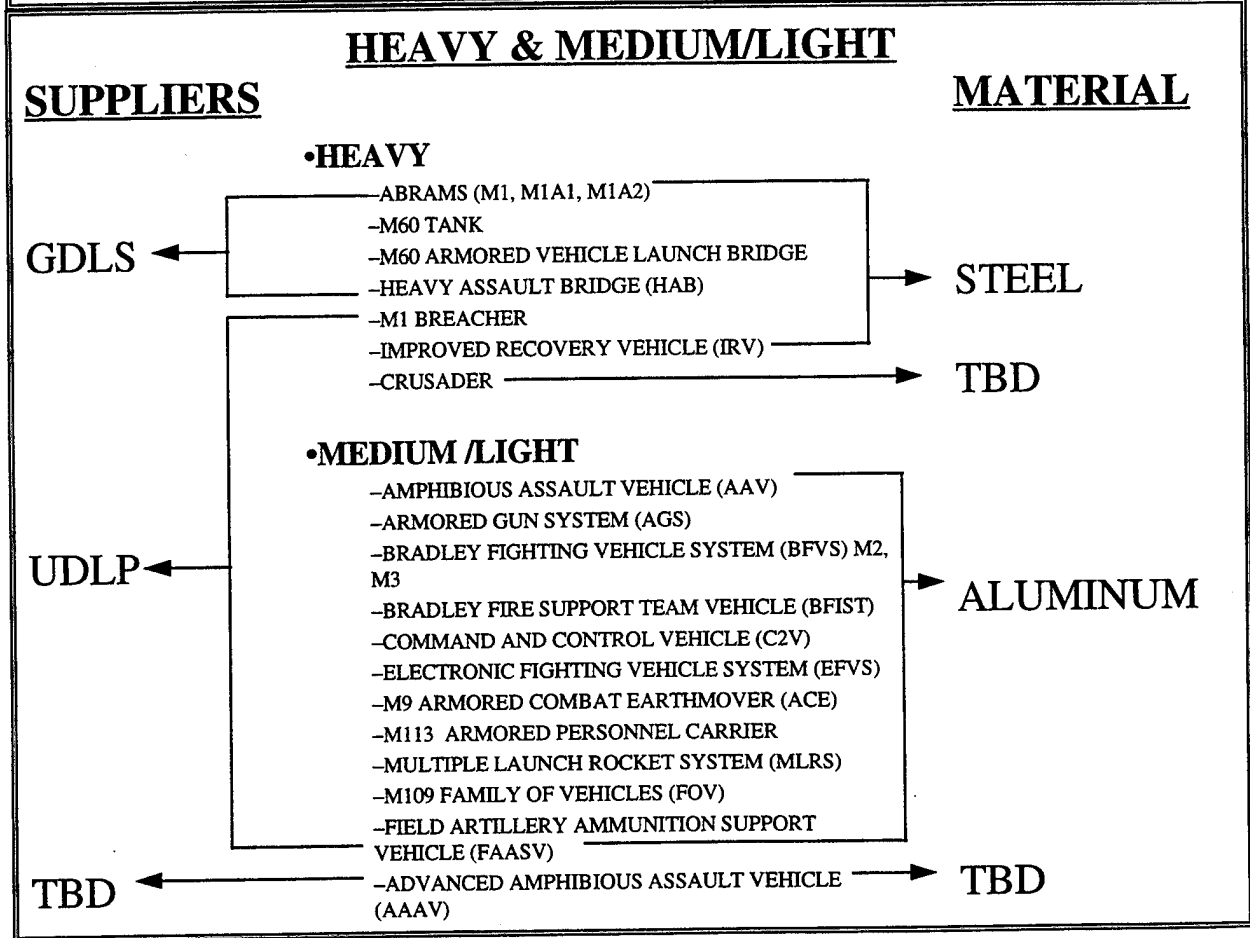 HEAVY & MEDIUM/LIGHT
SUPPLIERS
MATERIAL
•HEAVY
–ABRAMS (M1, M1A1, M1A2)
–M60 TANK
GDLS
–M60 ARMORED VEHICLE LAUNCH BRIDGE
STEEL
–HEAVY ASSAULT BRIDGE (HAB)
–M1 BREACHER
–IMPROVED RECOVERY VEHICLE (IRV)
–CRUSADER
TBD
•MEDIUM /LIGHT
–AMPHIBIOUS ASSAULT VEHICLE (AAV)
–ARMORED GUN SYSTEM (AGS)
–BRADLEY FIGHTING VEHICLE SYSTEM (BFVS) M2,
M3
UDLP
ALUMINUM
–BRADLEY FIRE SUPPORT TEAM VEHICLE (BFIST)
–COMMAND AND CONTROL VEHICLE (C2V)
–ELECTRONIC FIGHTING VEHICLE SYSTEM (EFVS)
–M9 ARMORED COMBAT EARTHMOVER (ACE)
–M113 ARMORED PERSONNEL CARRIER
–MULTIPLE LAUNCH ROCKET SYSTEM (MLRS)
–M109 FAMILY OF VEHICLES (FOV)
–FIELD ARTILLERY AMMUNITION SUPPORT
VEHICLE (FAASV)
TBD
–ADVANCED AMPHIBIOUS ASSAULT VEHICLE
(AAAV)
TBD